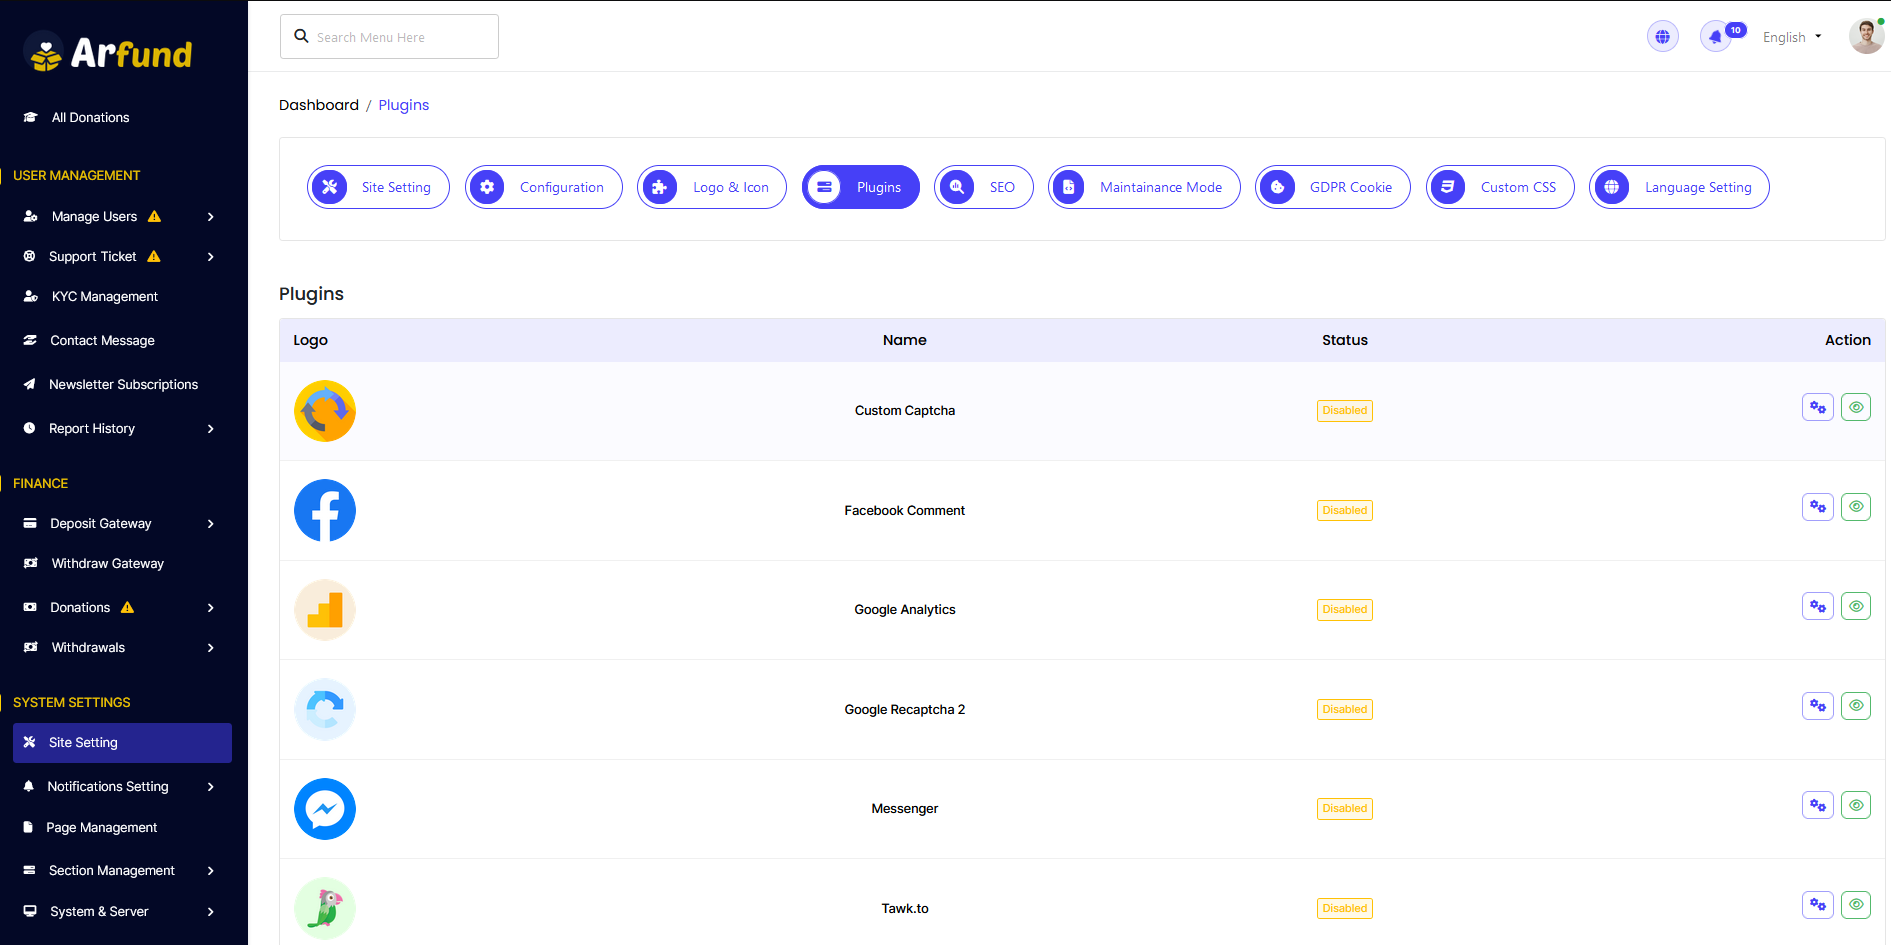 Arfund
All Donations
USER MANAGEMENT
Manage Users
Support Ticket
KYC Management
Contact Message
Newsletter Subscriptions
Report History
FINANCE
Deposit Gateway
Withdraw Gateway
Donations
Withdrawals
SYSTEM SETTINGS
Site Setting
Notifications Setting
Page Management
Section Management
System & Server
Search Menu Here
10
English
Dashboard / Plugins
Site Setting
Configuration
Logo & Icon
Plugins
SEO
Maintainance Mode
GDPR Cookie
Custom CSS
Language Setting
Plugins
Logo Name Status Action
Custom Captcha Disabled
Facebook Comment Disabled
Google Analytics Disabled
Google Recaptcha 2 Disabled
Messenger Disabled
Tawk.to Disabled